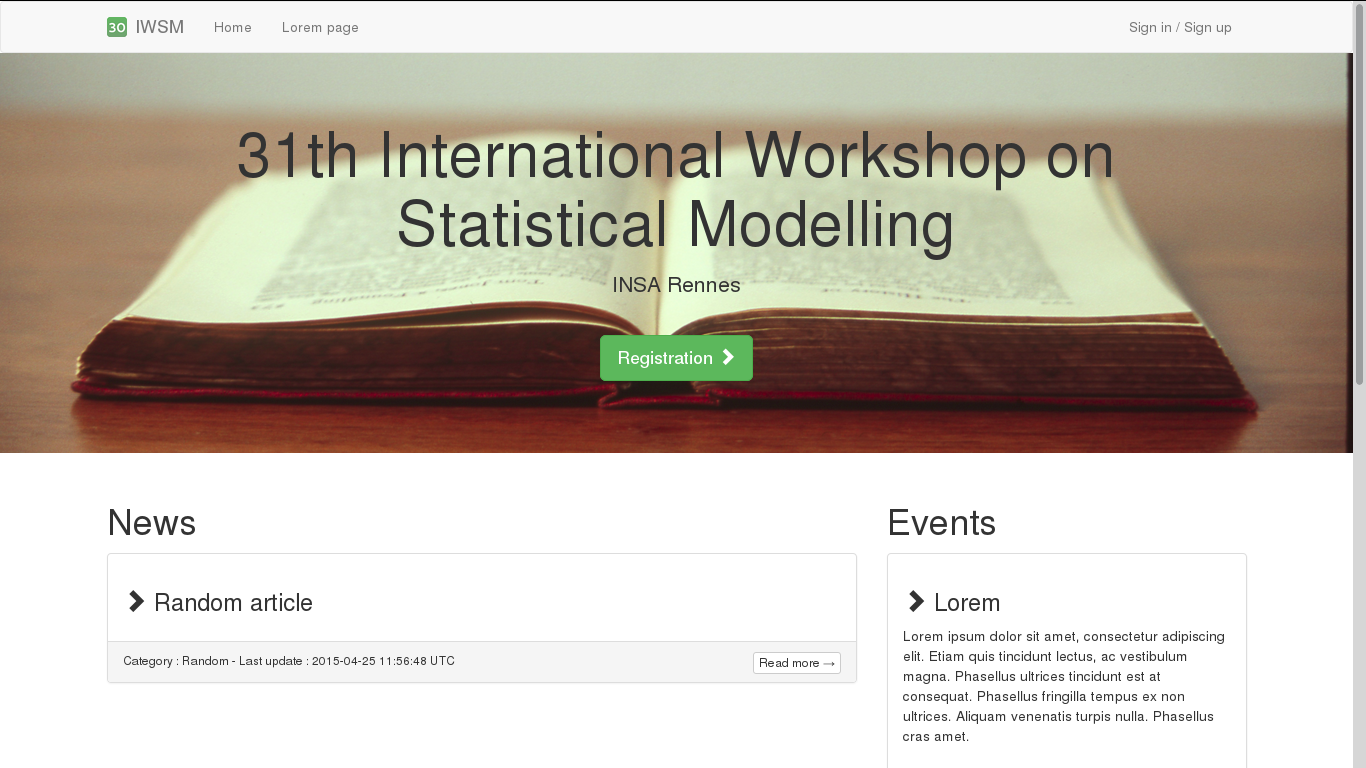 30 IWSM Home Lorem page Sign in / Sign up
31th International Workshop on
Statistical Modelling
INSA Rennes
Registration
News
Random article
Category : Random - Last update : 2015-04-25 11:56:48 UTC
Read more →
Events
Lorem
Lorem ipsum dolor sit amet, consectetur adipiscing
elit. Etiam quis tincidunt lectus, ac vestibulum
magna. Phasellus ultrices tincidunt est at
consequat. Phasellus fringilla tempus ex non
ultrices. Aliquam venenatis turpis nulla. Phasellus
cras amet.